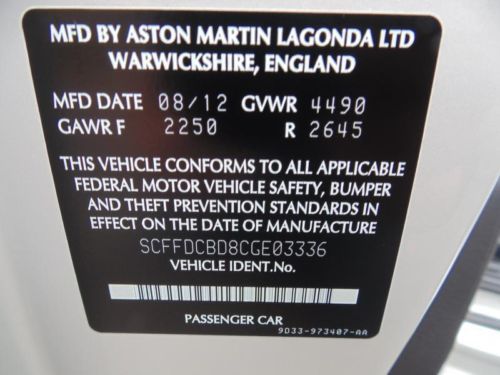 MFD BY ASTON MARTIN LAGONDA LTD
WARWICKSHIRE, ENGLAND
MFD DATE 08/12 GVWR 4490
GAWR F 2250 R 2645
THIS VEHICLE CONFORMS TO ALL APPLICABLE
FEDERAL MOTOR VEHICLE SAFETY, BUMPER
AND THEFT PREVENTION STANDARDS IN
EFFECT ON THE DATE OF MANUFACTURE
SCFFDCBD8CGE03336
VEHICLE IDENT.No.
PASSENGER CAR
9D33-973407-AA